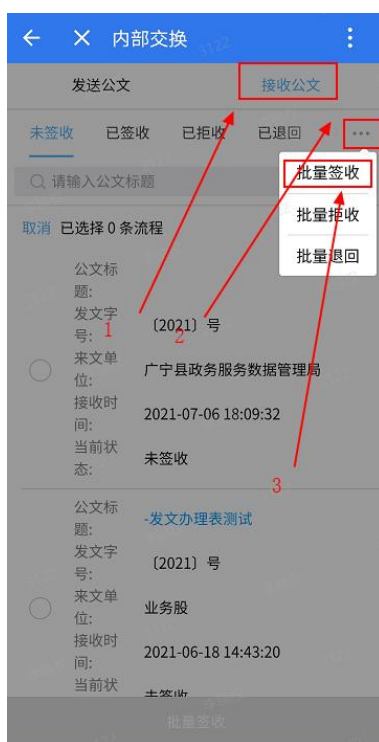 内部交换
发送公文 接收公文
未签收 已签收 已拒收 已退回 ...
请输入公文标题
批量签收
批量拒收
批量退回
取消 已选择 0 条流程
公文标题:
发文字号: 〔2021〕号
来文单位: 广宁县政务服务数据管理局
接收时间: 2021-07-06 18:09:32
当前状态: 未签收
1
2
3
公文标题: -发文办理表测试
发文字号: 〔2021〕号
来文单位: 业务股
接收时间: 2021-06-18 14:43:20
当前状 未签收
批量签收